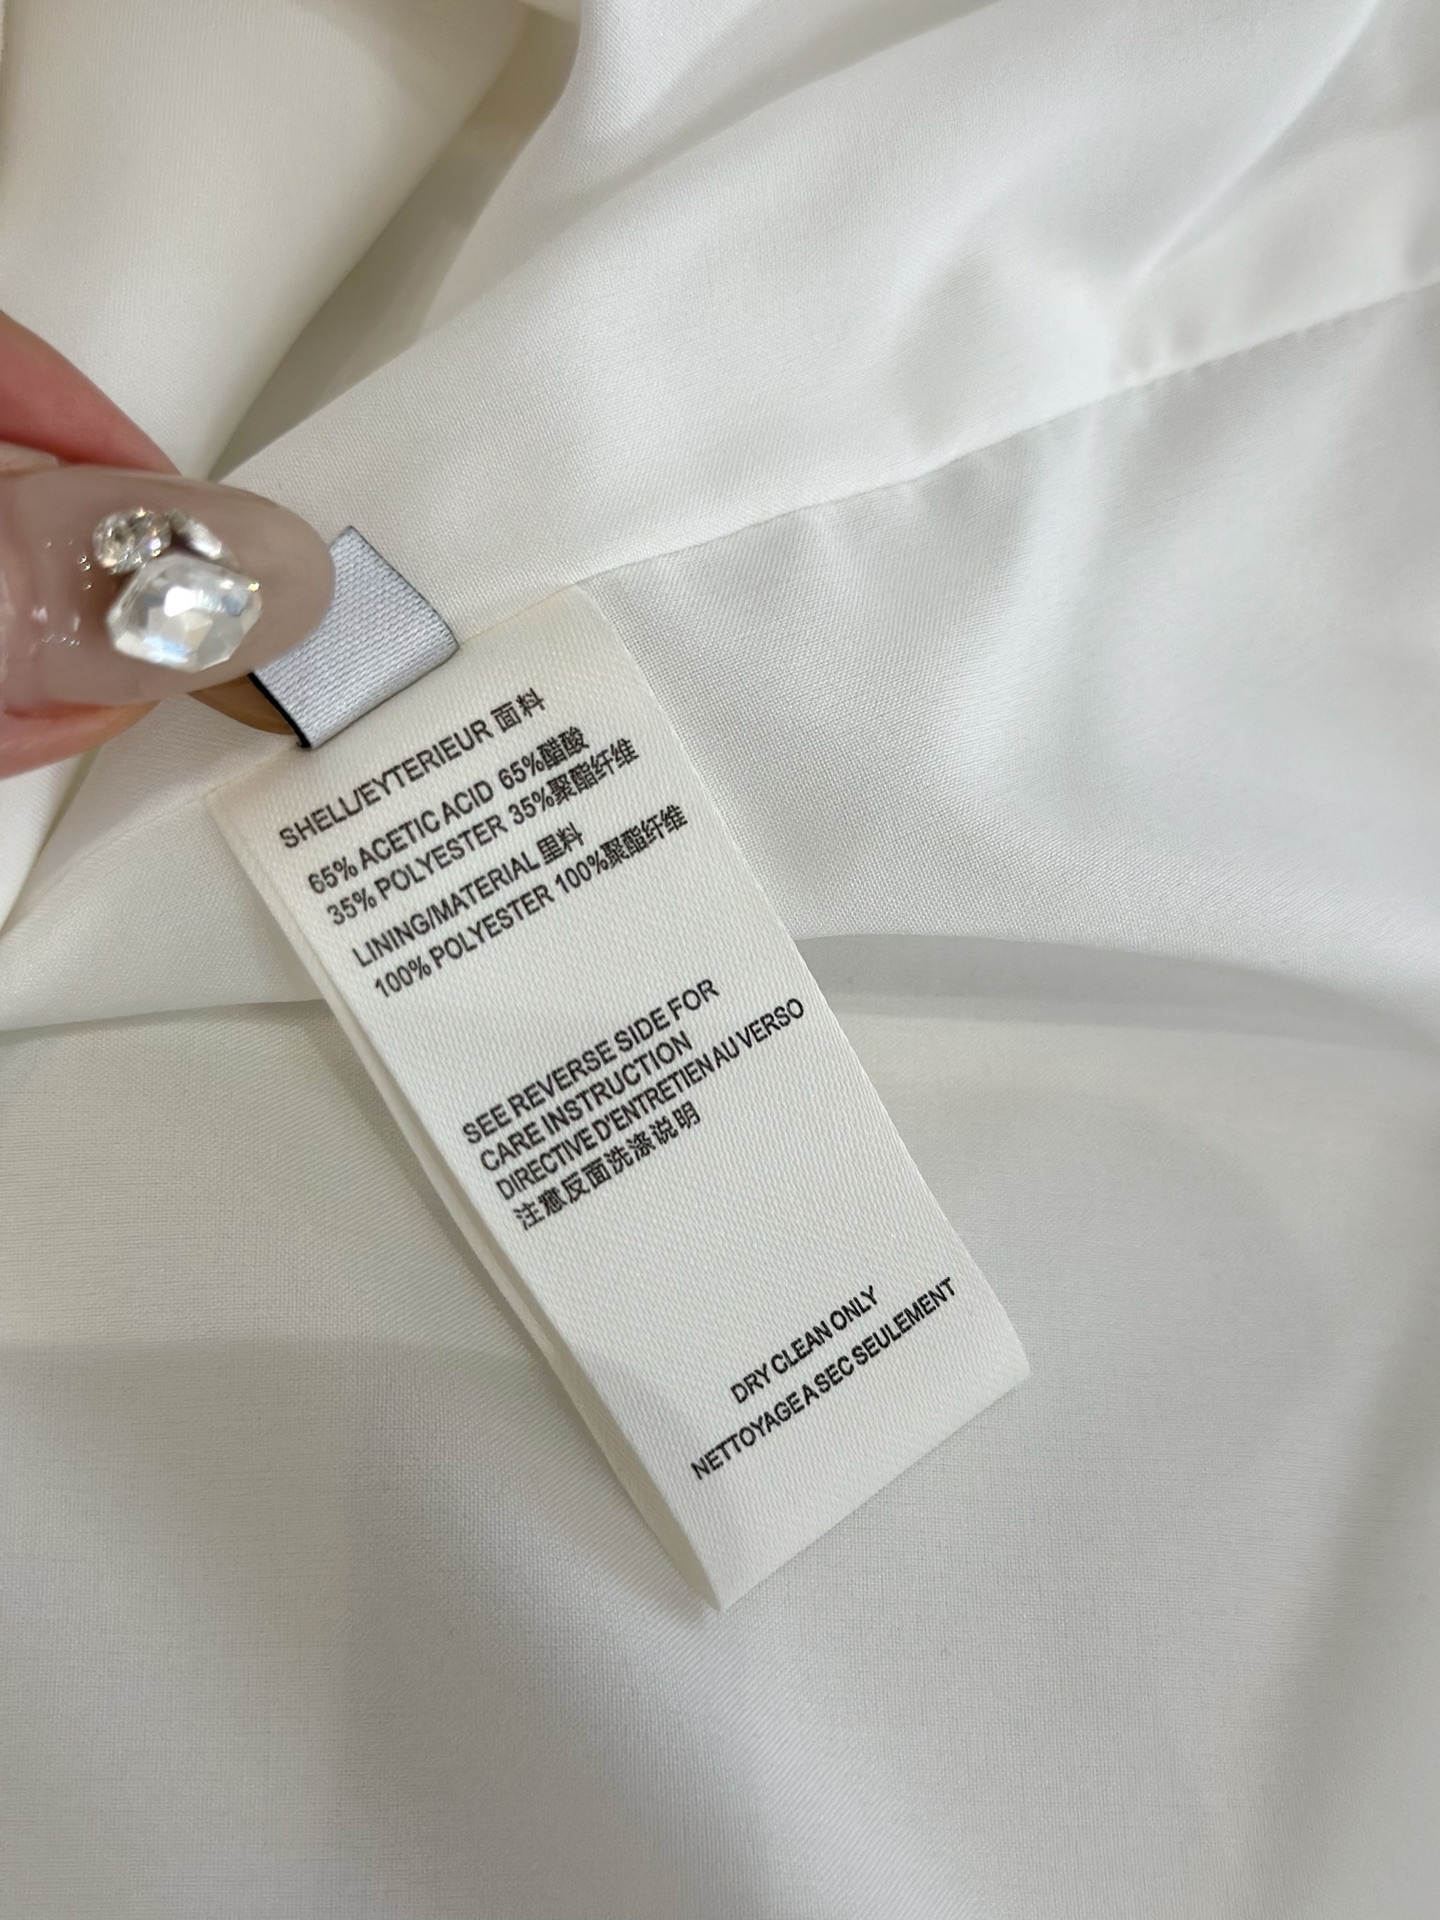 SHELL/EYTERIEUR 面料
65% ACETIC ACID 65%醋酸
35% POLYESTER 35%聚酯纤维
LINING/MATERIAL 里料
100% POLYESTER 100%聚酯纤维
SEE REVERSE SIDE FOR
CARE INSTRUCTION
DIRECTIVE D'ENTRETIEN AU VERSO
注意反面洗涤说明
DRY CLEAN ONLY
NETTOYAGE A SEC SEULEMENT